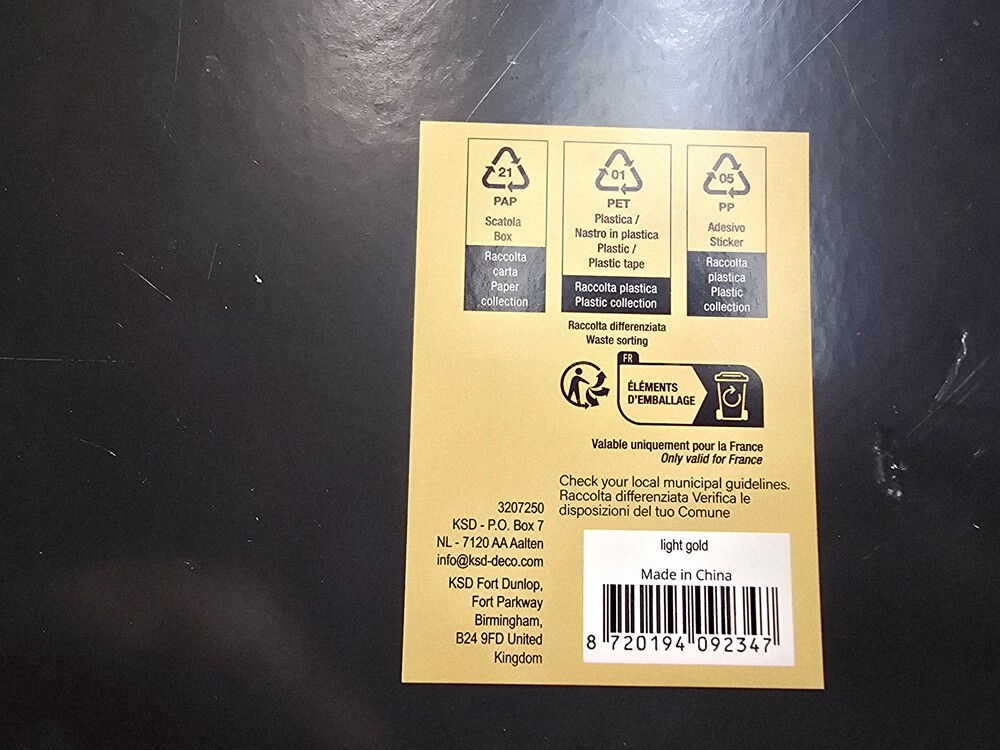 21
PAP
Scatola
Box
Raccolta
carta
Paper
collection
01
PET
Plastica /
Nastro in plastica
Plastic /
Plastic tape
Raccolta plastica
Plastic collection
05
PP
Adesivo
Sticker
Raccolta
plastica
Plastic
collection
Raccolta differenziata
Waste sorting
FR
ÉLÉMENTS
D'EMBALLAGE
Valable uniquement pour la France
Only valid for France
Check your local municipal guidelines.
Raccolta differenziata Verifica le
disposizioni del tuo Comune
3207250
KSD - P.O. Box 7
NL - 7120 AA Aalten
info@ksd-deco.com
KSD Fort Dunlop,
Fort Parkway
Birmingham,
B24 9FD United
Kingdom
light gold
Made in China
8 720194 092347